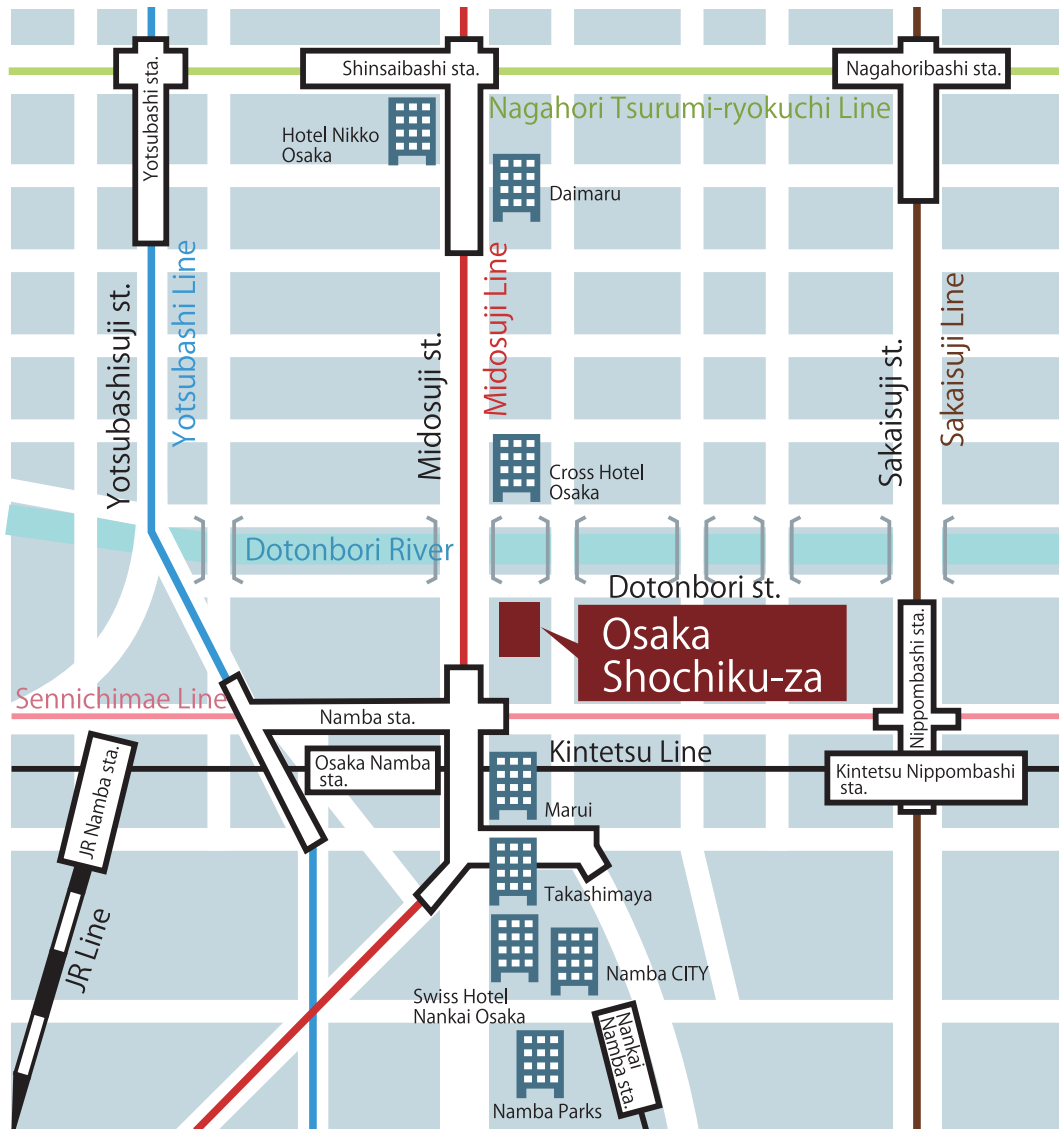 Yotsubashi sta.
Shinsaibashi sta.
Nagahoribashi sta.
Nagahori Tsurumi-ryokuchi Line
Hotel Nikko
Osaka
Daimaru
Yotsubashisuji st.
Yotsubashi Line
Midosuji st.
Midosuji Line
Sakaisuji st.
Sakaisuji Line
Cross Hotel
Osaka
Dotonbori River
Dotonbori st.
Osaka
Shochiku-za
Sennichimae Line
Namba sta.
Nippombashi sta.
JR Namba sta.
Osaka Namba
sta.
Kintetsu Line
Kintetsu Nippombashi
sta.
Marui
Takashimaya
JR Line
Namba CITY
Swiss Hotel
Nankai Osaka
Nankai
Namba sta.
Namba Parks